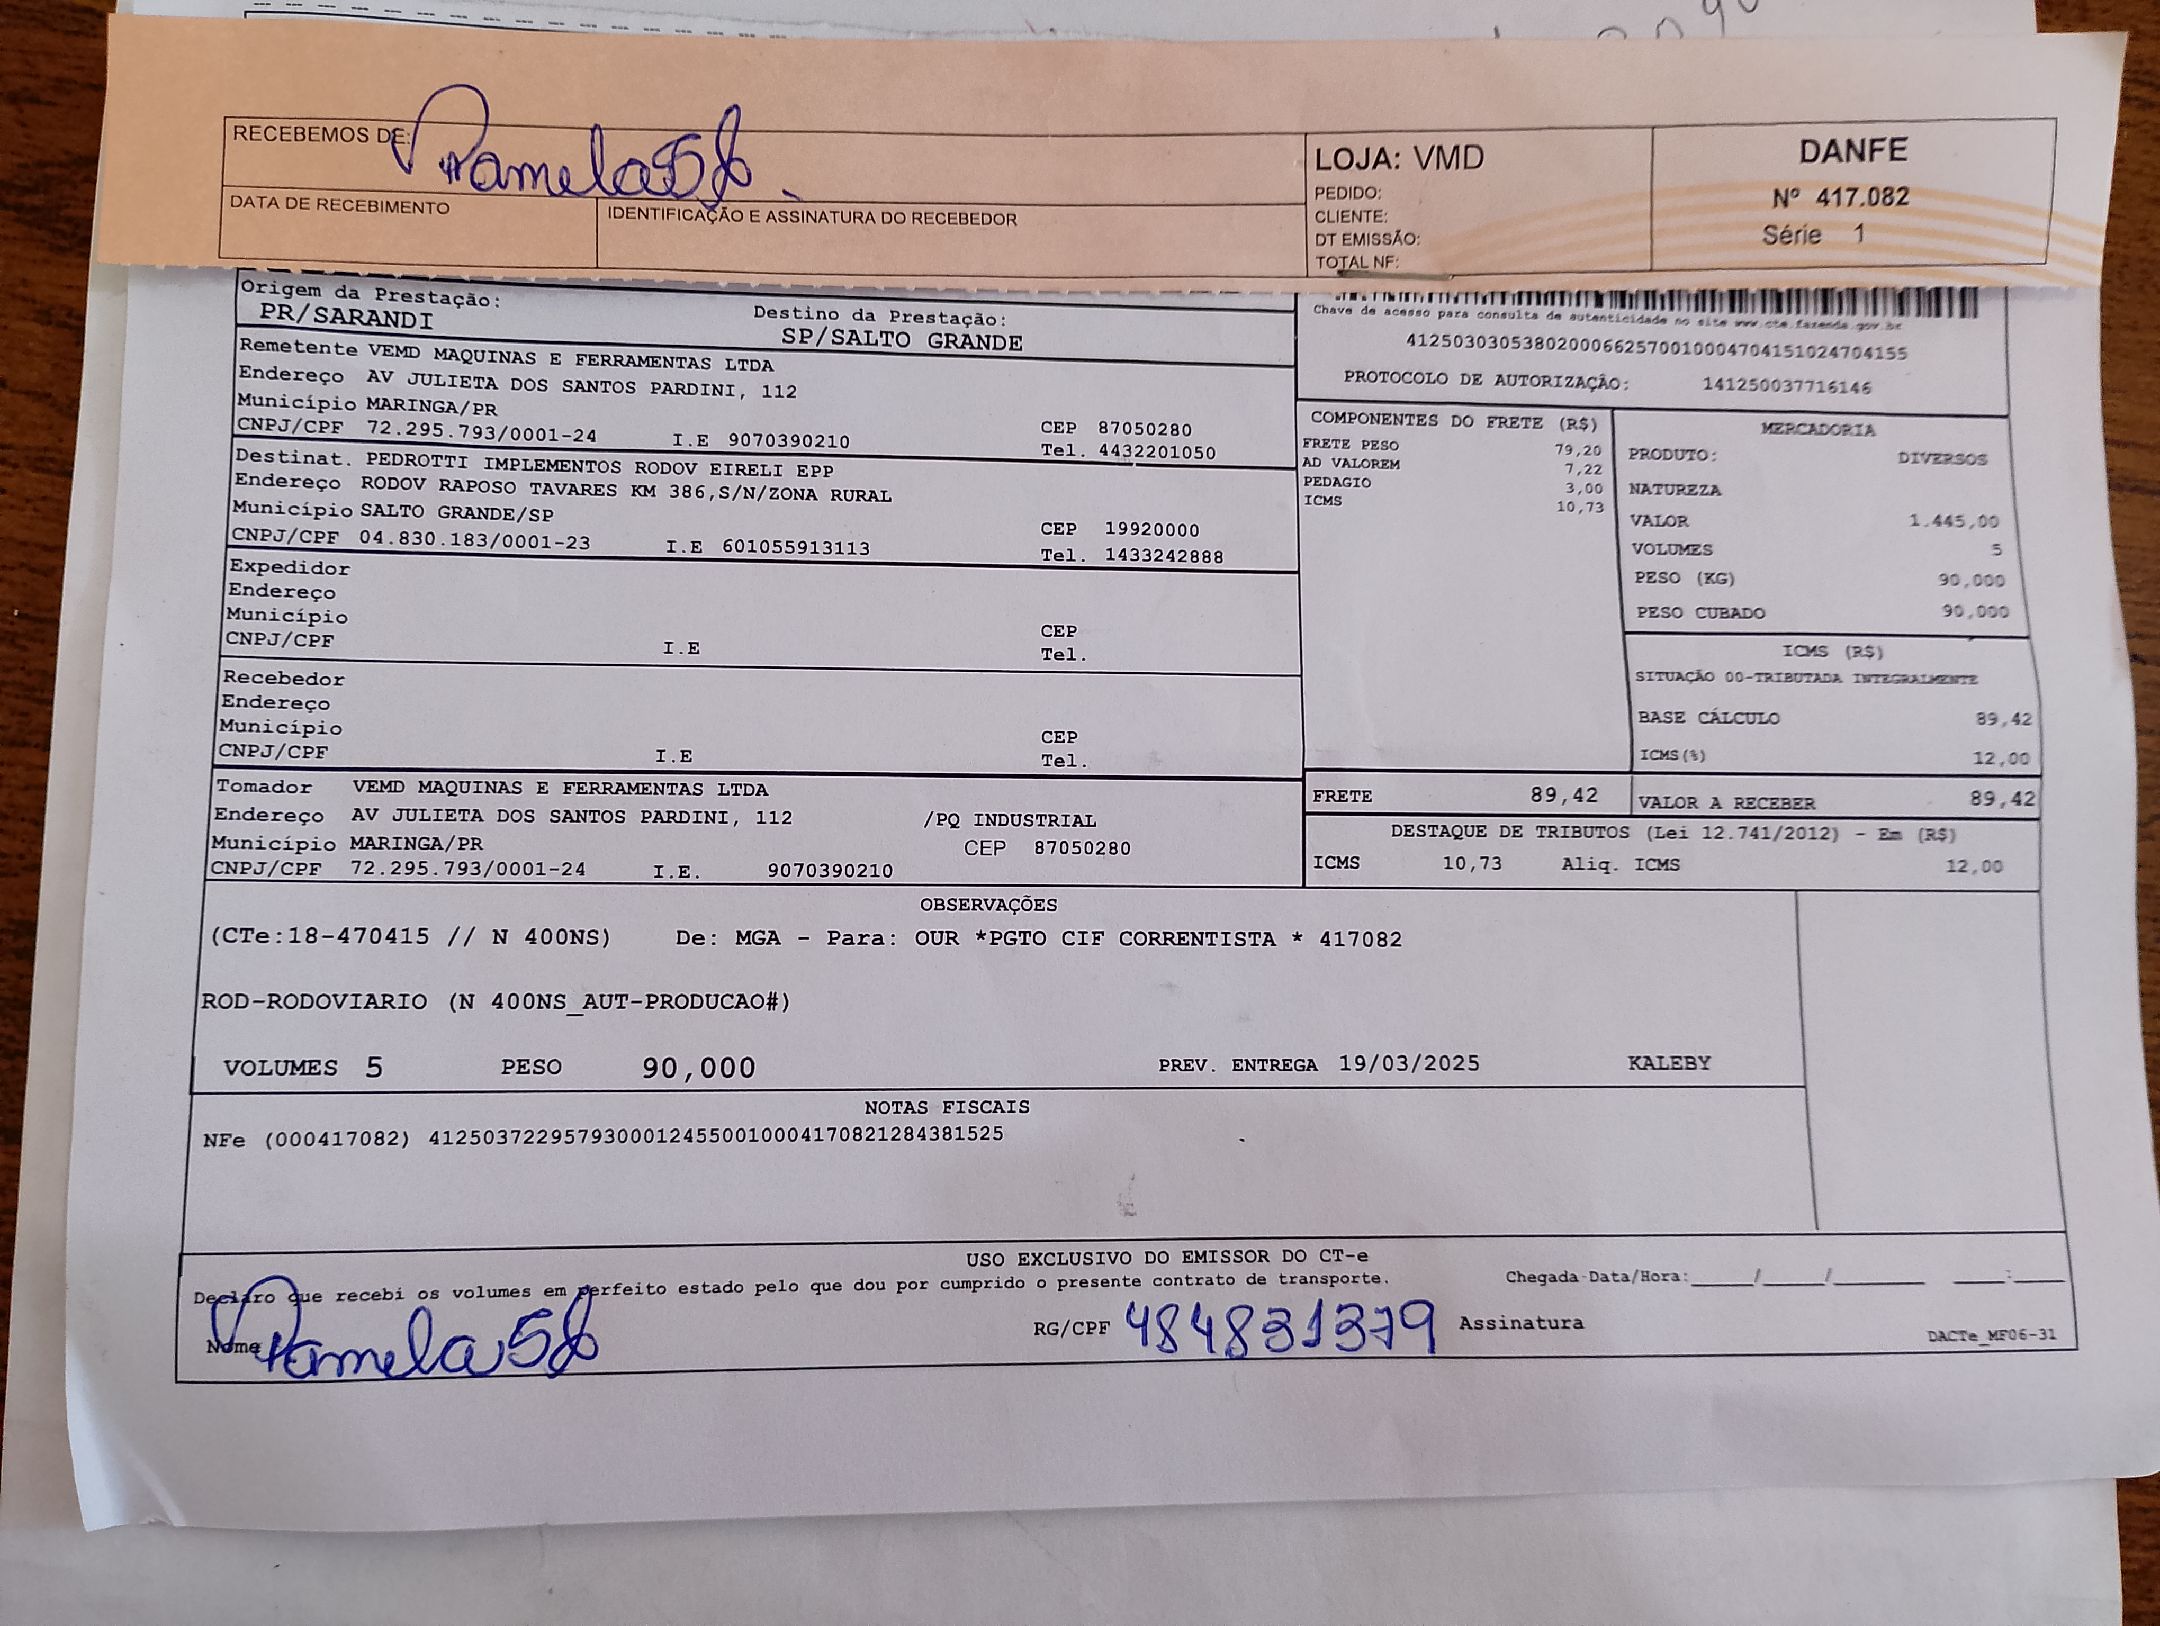 RECEBEMOS DE: Pamela
DATA DE RECEBIMENTO
IDENTIFICAÇÃO E ASSINATURA DO RECEBEDOR
LOJA: VMD
PEDIDO:
CLIENTE:
DT EMISSÃO:
TOTAL NF:
DANFE
Nº 417.082
Série 1
Origem da Prestação:
PR/SARANDI
Destino da Prestação:
SP/SALTO GRANDE
Remetente VEMD MAQUINAS E FERRAMENTAS LTDA
Endereço AV JULIETA DOS SANTOS PARDINI, 112
Município MARINGA/PR
CEP 87050280
CNPJ/CPF 72.295.793/0001-24 I.E 9070390210 Tel. 4432201050
Destinat. PEDROTTI IMPLEMENTOS RODOV EIRELI EPP
Endereço RODOV RAPOSO TAVARES KM 386,S/N/ZONA RURAL
Município SALTO GRANDE/SP
CEP 19920000
CNPJ/CPF 04.830.183/0001-23 I.E 601055913113 Tel. 1433242888
Expedidor
Endereço
Município
CEP
CNPJ/CPF I.E Tel.
Recebedor
Endereço
Município
CEP
CNPJ/CPF I.E Tel.
Tomador VEMD MAQUINAS E FERRAMENTAS LTDA
Endereço AV JULIETA DOS SANTOS PARDINI, 112 /PQ INDUSTRIAL
Município MARINGA/PR CEP 87050280
CNPJ/CPF 72.295.793/0001-24 I.E. 9070390210
Chave de acesso para consulta de autenticidade no site www.cte.fazenda.gov.br
41250303053802000662570010004704151024704155
PROTOCOLO DE AUTORIZAÇÃO: 141250037716146
COMPONENTES DO FRETE (R$)
FRETE PESO 79,20
AD VALOREM 7,22
PEDAGIO 3,00
ICMS 10,73
MERCADORIA
PRODUTO: DIVERSOS
NATUREZA
VALOR 1.445,00
VOLUMES 5
PESO (KG) 90,000
PESO CUBADO 90,000
ICMS (R$)
SITUAÇÃO 00-TRIBUTADA INTEGRALMENTE
BASE CÁLCULO 89,42
ICMS(%) 12,00
FRETE 89,42 VALOR A RECEBER 89,42
DESTAQUE DE TRIBUTOS (Lei 12.741/2012) - Em (R$)
ICMS 10,73 Aliq. ICMS 12,00
OBSERVAÇÕES
(CTe:18-470415 // N 400NS) De: MGA - Para: OUR *PGTO CIF CORRENTISTA * 417082
ROD-RODOVIARIO (N 400NS_AUT-PRODUCAO#)
VOLUMES 5 PESO 90,000 PREV. ENTREGA 19/03/2025 KALEBY
NOTAS FISCAIS
NFe (000417082) 41250372295793000124550010004170821284381525
USO EXCLUSIVO DO EMISSOR DO CT-e
Declaro que recebi os volumes em perfeito estado pelo que dou por cumprido o presente contrato de transporte. Chegada-Data/Hora:____/____/________ ____:____
Nome Pamela RG/CPF 484831379 Assinatura
DACTe_MF06-31